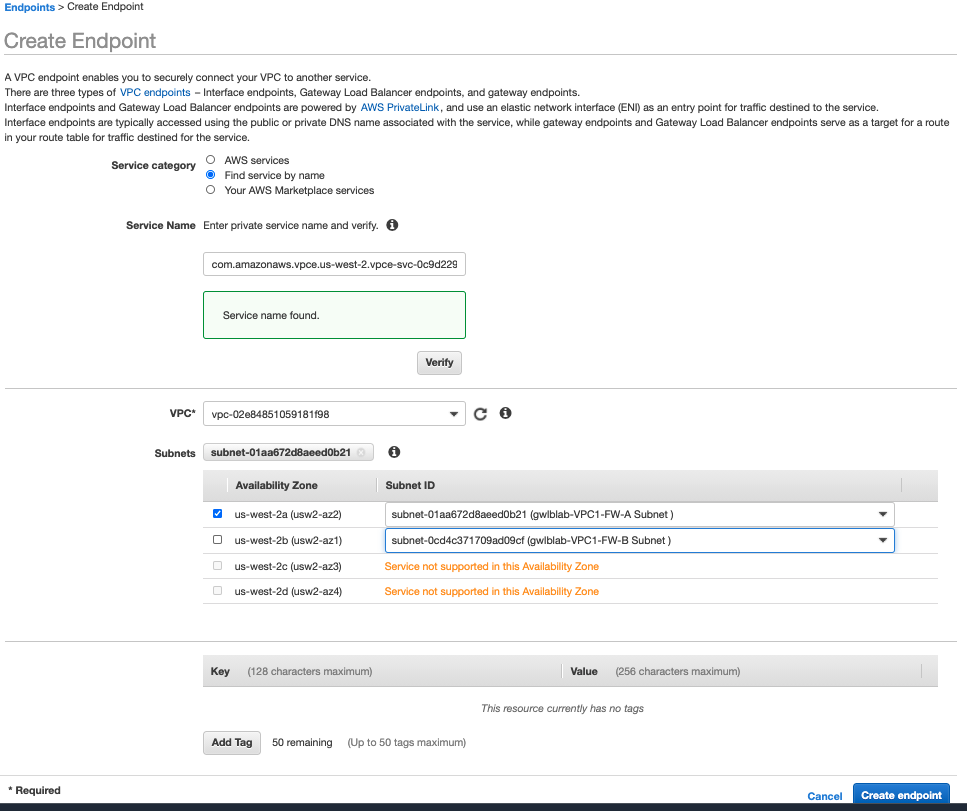 Endpoints > Create Endpoint
Create Endpoint
A VPC endpoint enables you to securely connect your VPC to another service.
There are three types of VPC endpoints – Interface endpoints, Gateway Load Balancer endpoints, and gateway endpoints.
Interface endpoints and Gateway Load Balancer endpoints are powered by AWS PrivateLink, and use an elastic network interface (ENI) as an entry point for traffic destined to the service.
Interface endpoints are typically accessed using the public or private DNS name associated with the service, while gateway endpoints and Gateway Load Balancer endpoints serve as a target for a route
in your route table for traffic destined for the service.
Service category
AWS services
Find service by name
Your AWS Marketplace services
Service Name Enter private service name and verify.
com.amazonaws.vpce.us-west-2.vpce-svc-0c9d229
Service name found.
Verify
VPC* vpc-02e84851059181f98
Subnets subnet-01aa672d8aeed0b21
Availability Zone Subnet ID
us-west-2a (usw2-az2) subnet-01aa672d8aeed0b21 (gwlblab-VPC1-FW-A Subnet )
us-west-2b (usw2-az1) subnet-0cd4c371709ad09cf (gwlblab-VPC1-FW-B Subnet )
us-west-2c (usw2-az3) Service not supported in this Availability Zone
us-west-2d (usw2-az4) Service not supported in this Availability Zone
Key (128 characters maximum) Value (256 characters maximum)
This resource currently has no tags
Add Tag 50 remaining (Up to 50 tags maximum)
* Required
Cancel Create endpoint